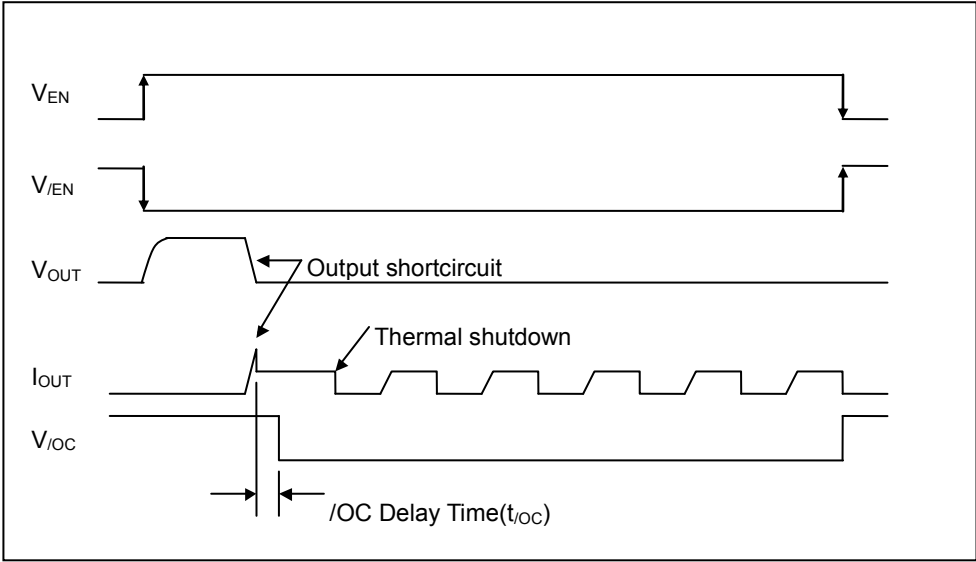 VEN
V/EN
VOUT
Output shortcircuit
Thermal shutdown
IOUT
V/OC
/OC Delay Time(t/OC)